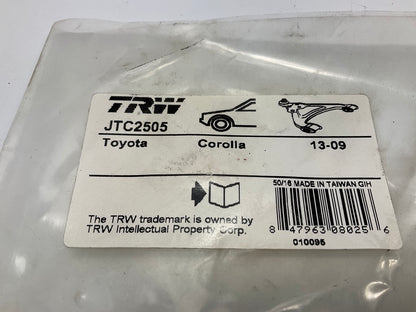 TRW
JTC2505
Toyota Corolla 13-09
50/16 MADE IN TAIWAN GIH
The TRW trademark is owned by
TRW Intellectual Property Corp.
8 47963 08025 6
010095